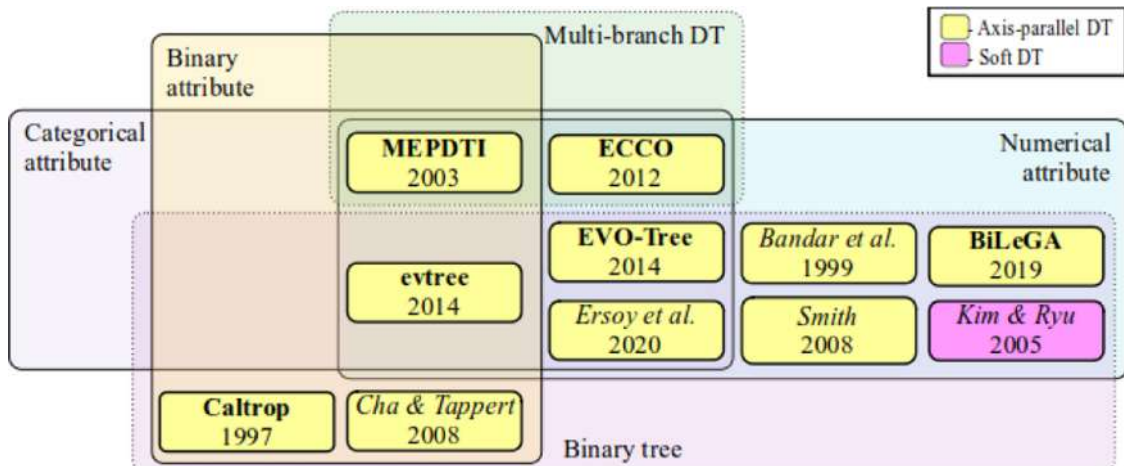 Multi-branch DT
- Axis-parallel DT
- Soft DT
Binary
attribute
Categorical
attribute
MEPDTI
2003
ECCO
2012
Numerical
attribute
EVO-Tree
2014
Bandar et al.
1999
BiLeGA
2019
evtree
2014
Ersoy et al.
2020
Smith
2008
Kim & Ryu
2005
Caltrop
1997
Cha & Tappert
2008
Binary tree